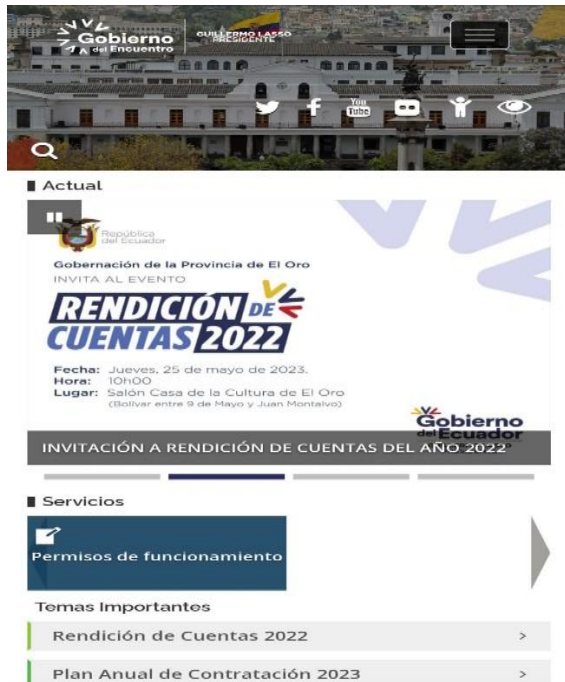 Gobierno
del Encuentro
GUILLERMO LASSO
PRESIDENTE
You
Tube
Actual
República
del Ecuador
Gobernación de la Provincia de El Oro
INVITA AL EVENTO
RENDICIÓN DE
CUENTAS 2022
Fecha: Jueves, 25 de mayo de 2023.
Hora: 10h00
Lugar: Salón Casa de la Cultura de El Oro
(Bolívar entre 9 de Mayo y Juan Montalvo)
Gobierno
del Ecuador
INVITACIÓN A RENDICIÓN DE CUENTAS DEL AÑO 2022
Servicios
Permisos de funcionamiento
Temas Importantes
Rendición de Cuentas 2022 >
Plan Anual de Contratación 2023 >